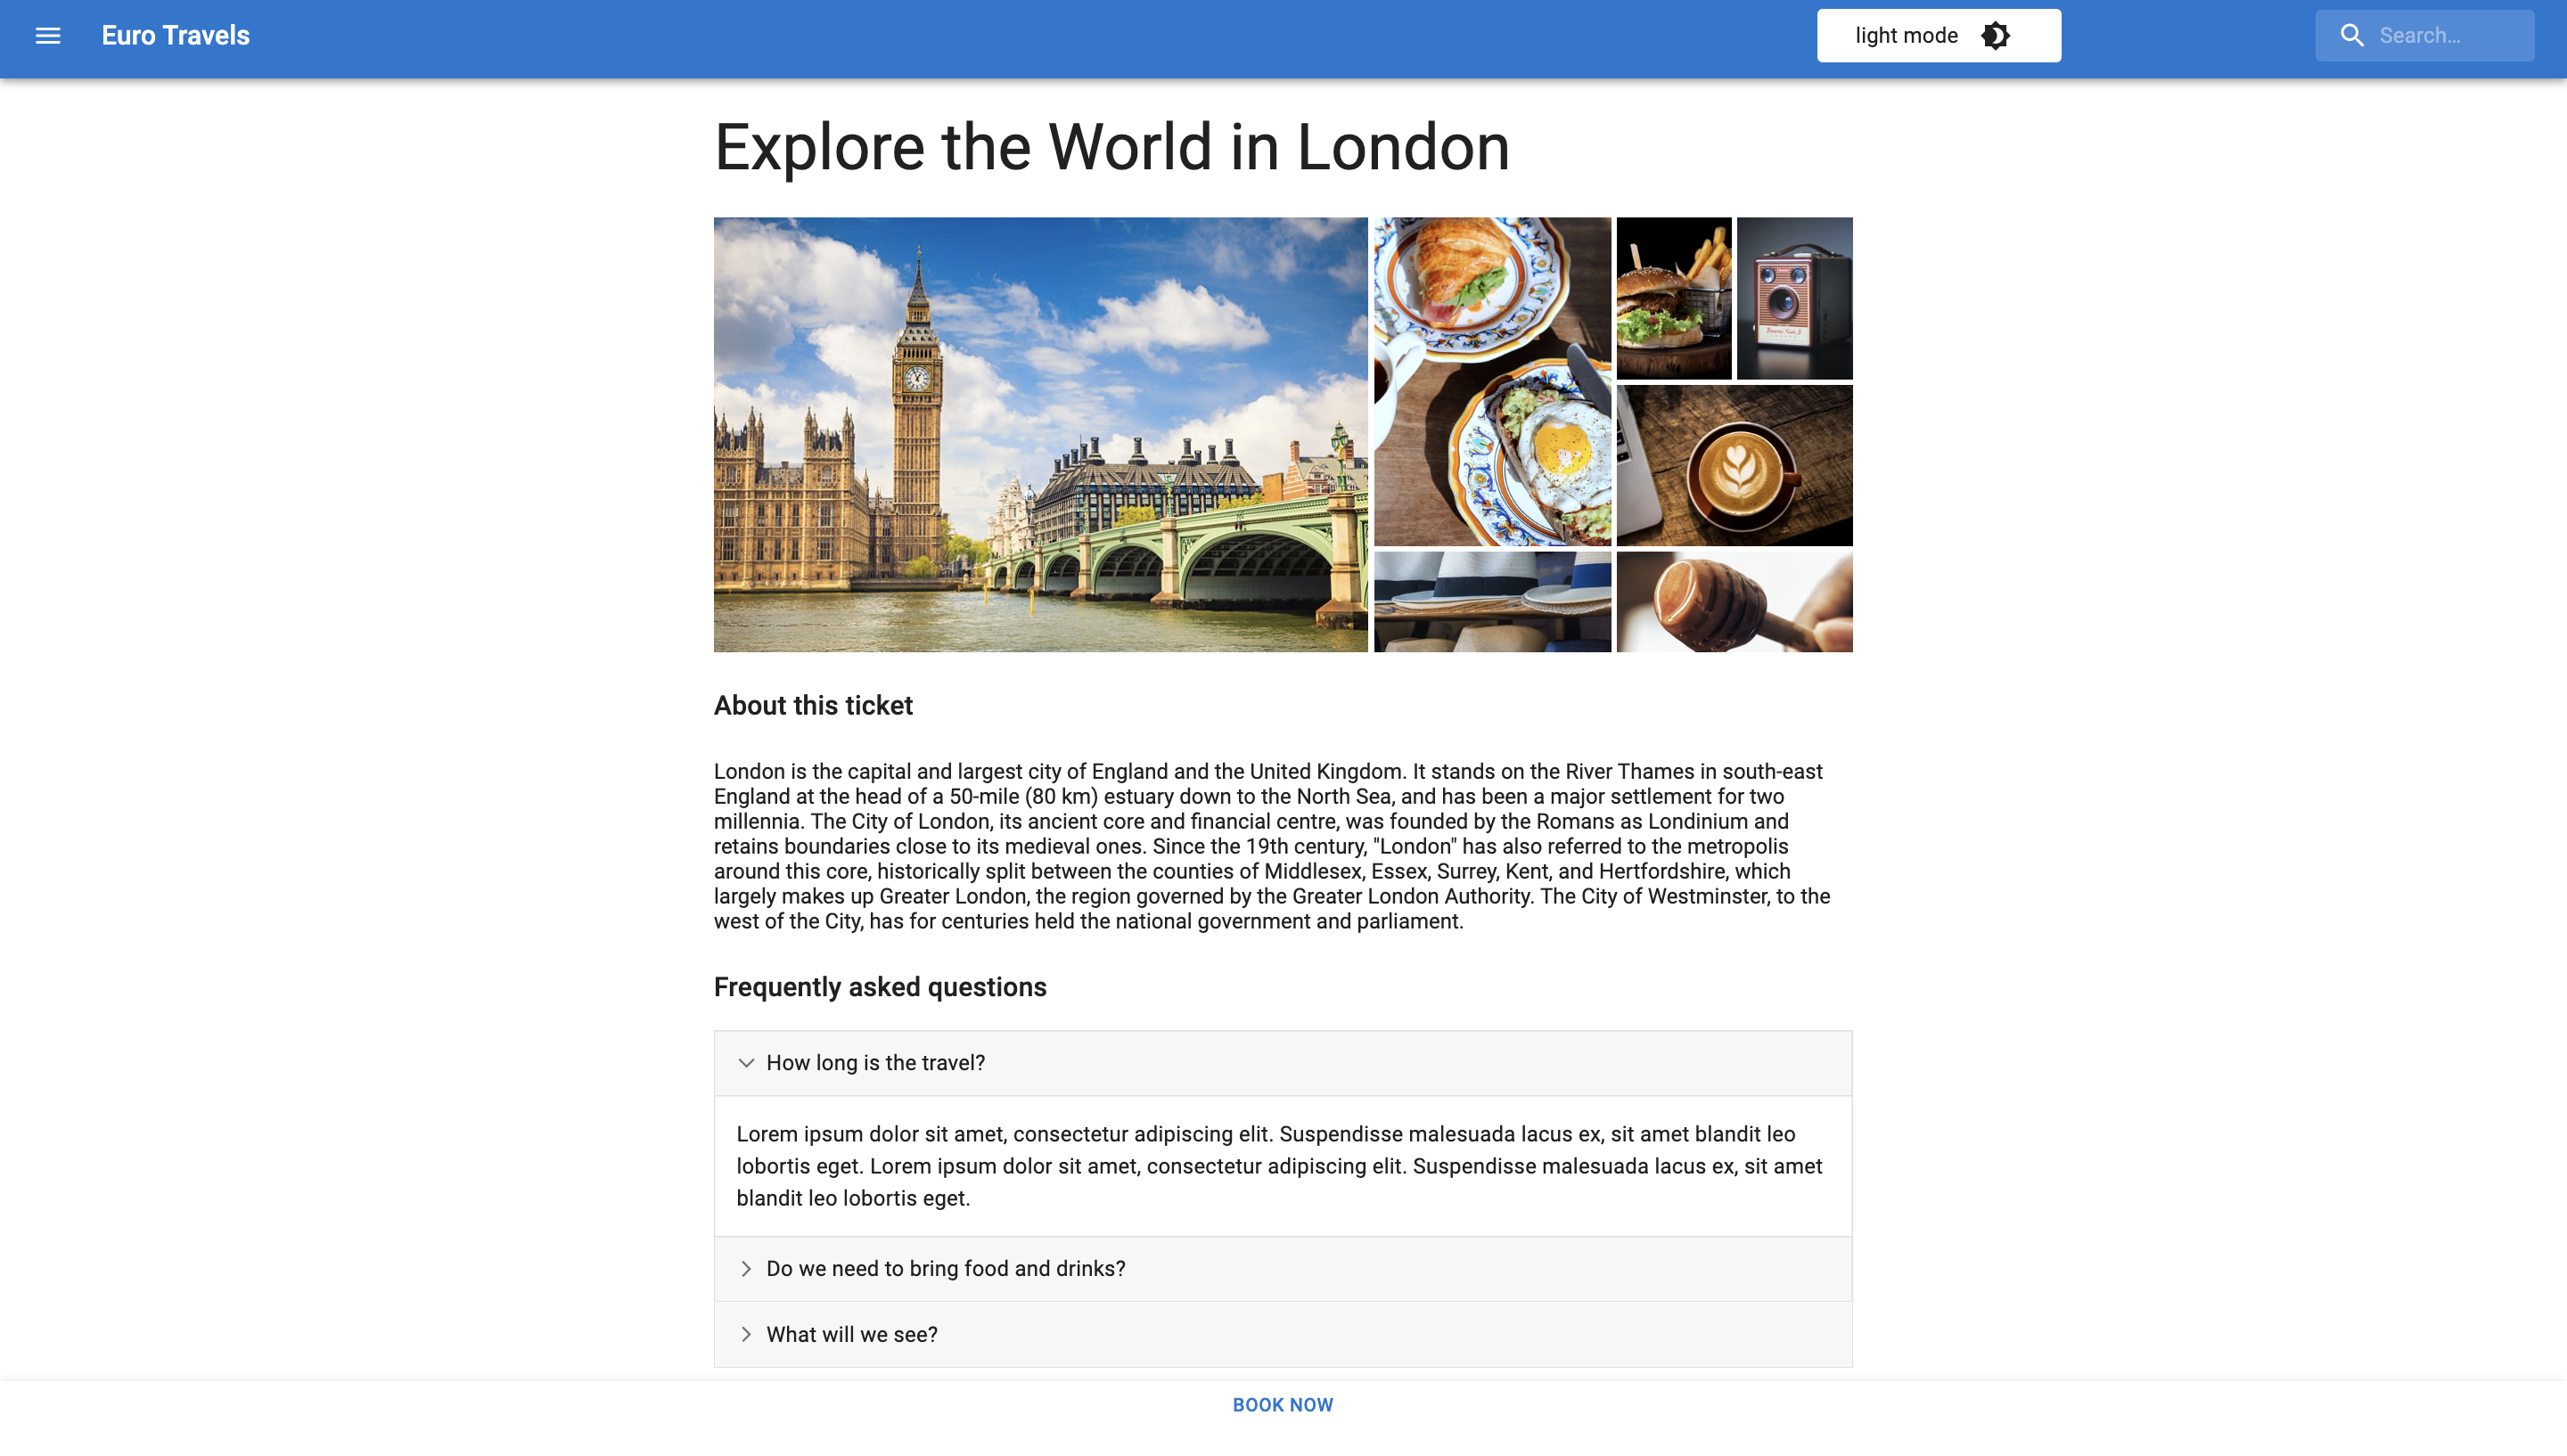 Euro Travels
light mode
Search...
Explore the World in London
About this ticket
London is the capital and largest city of England and the United Kingdom. It stands on the River Thames in south-east
England at the head of a 50-mile (80 km) estuary down to the North Sea, and has been a major settlement for two
millennia. The City of London, its ancient core and financial centre, was founded by the Romans as Londinium and
retains boundaries close to its medieval ones. Since the 19th century, "London" has also referred to the metropolis
around this core, historically split between the counties of Middlesex, Essex, Surrey, Kent, and Hertfordshire, which
largely makes up Greater London, the region governed by the Greater London Authority. The City of Westminster, to the
west of the City, has for centuries held the national government and parliament.
Frequently asked questions
How long is the travel?
Lorem ipsum dolor sit amet, consectetur adipiscing elit. Suspendisse malesuada lacus ex, sit amet blandit leo
lobortis eget. Lorem ipsum dolor sit amet, consectetur adipiscing elit. Suspendisse malesuada lacus ex, sit amet
blandit leo lobortis eget.
Do we need to bring food and drinks?
What will we see?
BOOK NOW